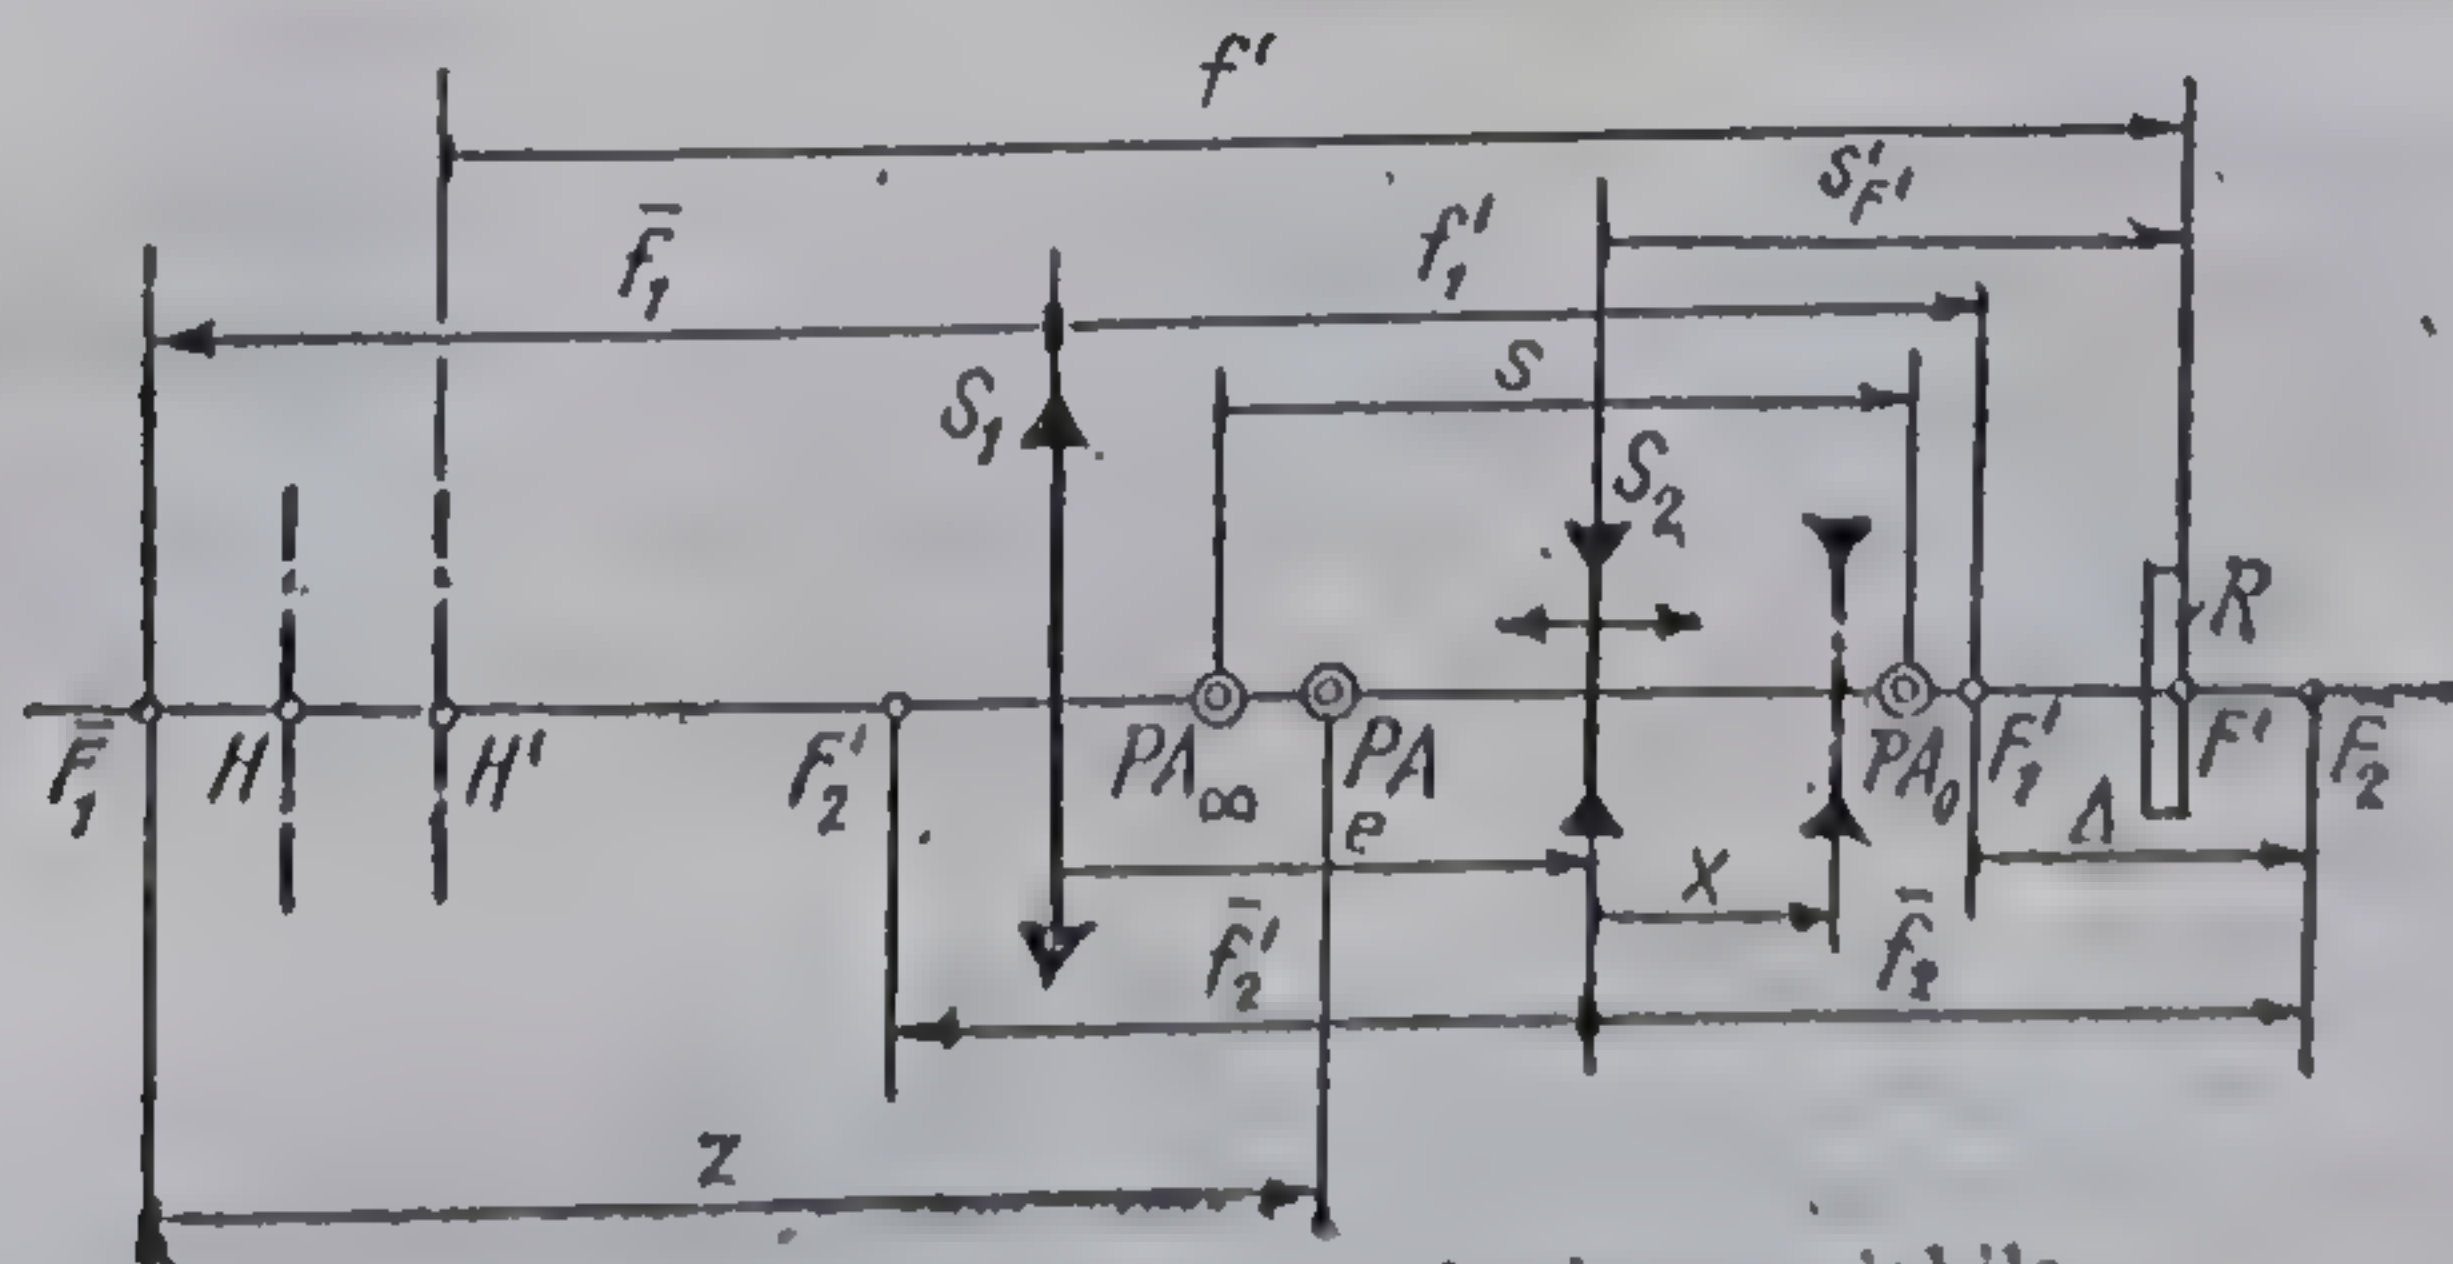 f'
S'F'
F̄1
f'1
S
S1
S2
R
F̄1 H H' F'2 PA∞ PA PA0 F'1 F' F2
e
Δ
x
F̄'2
f̄2
z